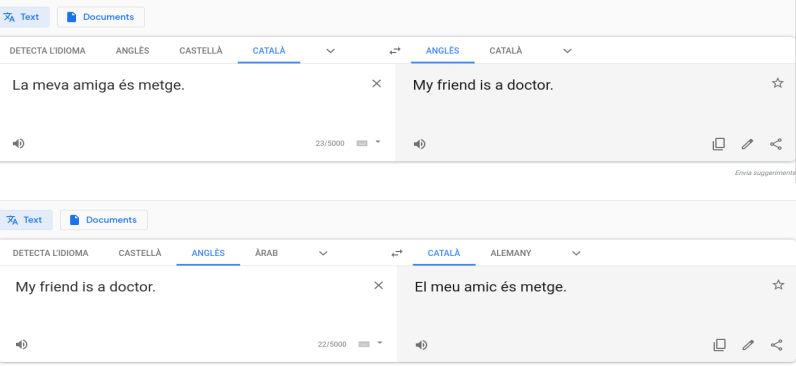 Text Documents
DETECTA L'IDIOMA ANGLÈS CASTELLÀ CATALÀ ANGLÈS CATALÀ
La meva amiga és metge. My friend is a doctor.
23/5000
Envia suggeriments
Text Documents
DETECTA L'IDIOMA CASTELLÀ ANGLÈS ÀRAB CATALÀ ALEMANY
My friend is a doctor. El meu amic és metge.
22/5000